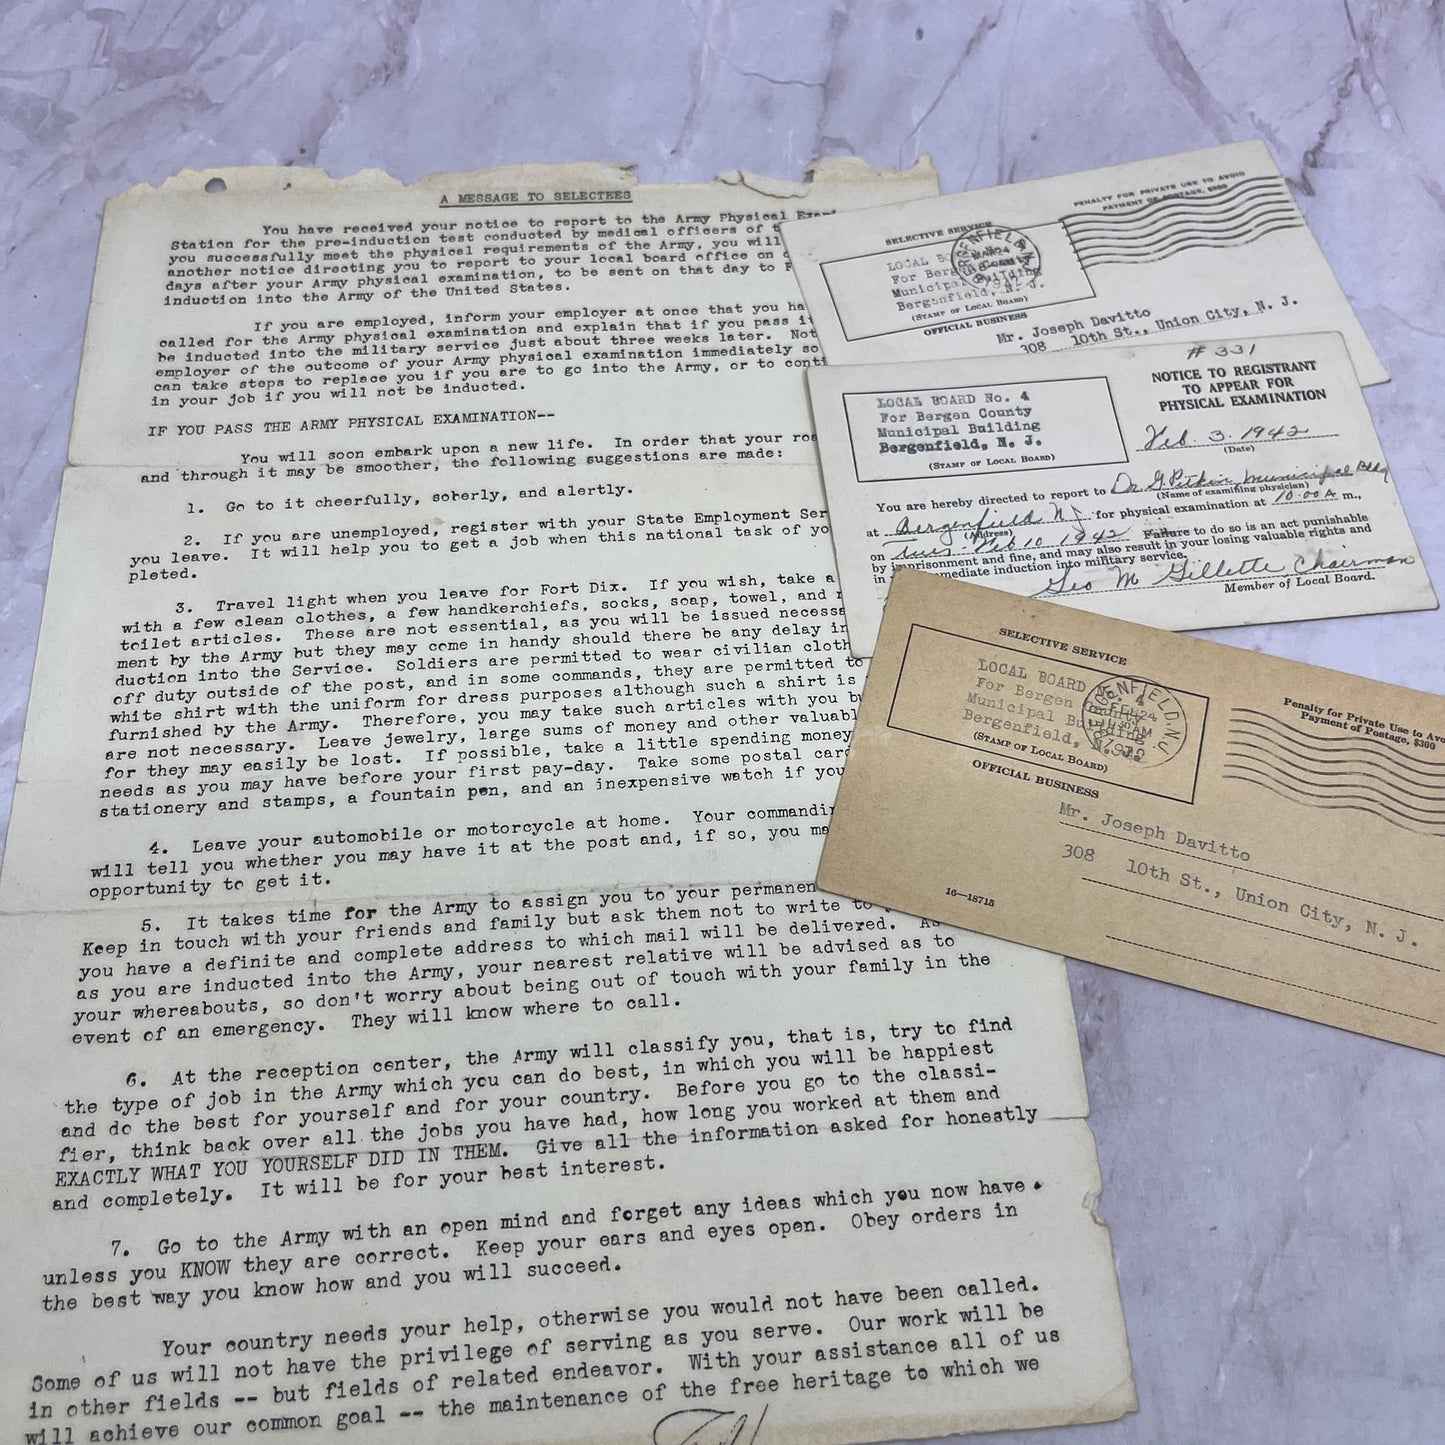 A MESSAGE TO SELECTEES
You have received your notice to report to the Army Physical
Station for the pre-induction test conducted by medical officers of
you successfully meet the physical requirements of the Army, you will
another notice directing you to report to your local board office on
days after your Army physical examination, to be sent on that day to
induction into the Army of the United States.
If you are employed, inform your employer at once that you
called for the Army physical examination and explain that if you pass
be inducted into the military service just about three weeks later.
employer of the outcome of your Army physical examination immediately so
can take steps to replace you if you are to go into the Army, or to
in your job if you will not be inducted.
IF YOU PASS THE ARMY PHYSICAL EXAMINATION--
You will soon embark upon a new life. In order that your
and through it may be smoother, the following suggestions are made:
1. Go to it cheerfully, soberly, and alertly.
2. If you are unemployed, register with your State Employment
you leave. It will help you to get a job when this national task of
pleted.
3. Travel light when you leave for Fort Dix. If you wish, take a
with a few clean clothes, a few handkerchiefs, socks, soap, towel, and
toilet articles. These are not essential, as you will be issued
ment by the Army but they may come in handy should there be any delay in
duction into the Service. Soldiers are permitted to wear civilian
off duty outside of the post, and in some commands, they are permitted to
white shirt with the uniform for dress purposes although such a shirt is
furnished by the Army. Therefore, you may take such articles with you
are not necessary. Leave jewelry, large sums of money and other
for they may easily be lost. If possible, take a little spending money
needs as you may have before your first pay-day. Take some postal
stationery and stamps, a fountain pen, and an inexpensive watch if you
4. Leave your automobile or motorcycle at home. Your
will tell you whether you may have it at the post and, if so, you
opportunity to get it.
5. It takes time for the Army to assign you to your
Keep in touch with your friends and family but ask them not to write to
you have a definite and complete address to which mail will be delivered.
as you are inducted into the Army, your nearest relative will be advised as to
your whereabouts, so don't worry about being out of touch with your family in the
event of an emergency. They will know where to call.
6. At the reception center, the Army will classify you, that is, try to find
the type of job in the Army which you can do best, in which you will be happiest
and do the best for yourself and for your country. Before you go to the classi-
fier, think back over all the jobs you have had, how long you worked at them and
EXACTLY WHAT YOU YOURSELF DID IN THEM. Give all the information asked for honestly
and completely. It will be for your best interest.
7. Go to the Army with an open mind and forget any ideas which you now have
unless you KNOW they are correct. Keep your ears and eyes open. Obey orders in
the best way you know how and you will succeed.
Your country needs your help, otherwise you would not have been called.
Some of us will not have the privilege of serving as you serve. Our work will be
in other fields -- but fields of related endeavor. With your assistance all of us
will achieve our common goal -- the maintenance of the free heritage to which we
PENALTY FOR PRIVATE USE TO AVOID
PAYMENT OF POSTAGE, $300
SELECTIVE SERVICE
LOCAL
For Bergen
Municipal Building
Bergenfield, N. J.
(STAMP OF LOCAL BOARD)
OFFICIAL BUSINESS
Mr. Joseph Davitto
308 10th St., Union City, N. J.
# 331
NOTICE TO REGISTRANT
TO APPEAR FOR
PHYSICAL EXAMINATION
LOCAL BOARD No. 4
For Bergen County
Municipal Building
Bergenfield, N. J.
(STAMP OF LOCAL BOARD)
Feb. 3. 1942
(Date)
You are hereby directed to report to Dr. G. Pitkin, Municipal Bldg
(Name of examining physician)
at Bergenfield N J for physical examination at 10.00 A m.,
(Address)
on Tues - Feb 10 1942 Failure to do so is an act punishable
by imprisonment and fine, and may also result in your losing valuable rights and
in immediate induction into military service.
Geo M Gillette Chairman
Member of Local Board.
SELECTIVE SERVICE
LOCAL BOARD 4
For Bergen County
Municipal Building
Bergenfield, N. J.
(STAMP OF LOCAL BOARD)
OFFICIAL BUSINESS
Penalty for Private Use to
Payment of Postage, $300
Mr. Joseph Davitto
308 10th St., Union City, N. J.
16—18715